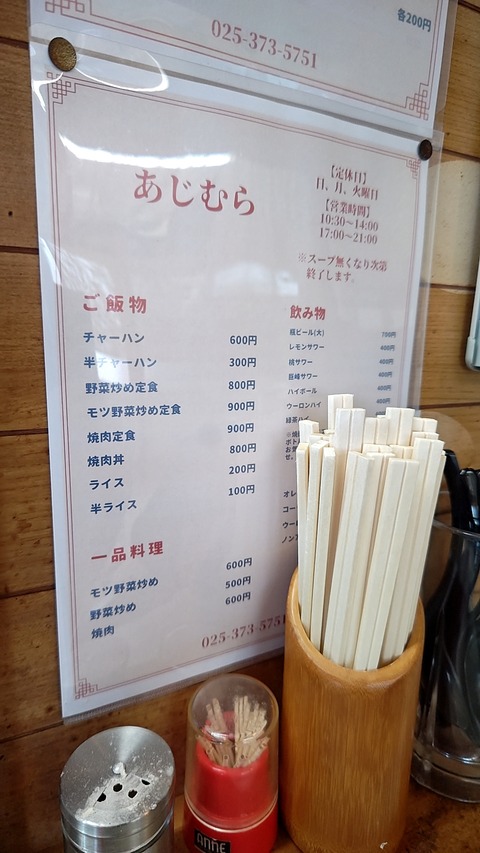 各200円
025-373-5751
あじむら
【定休日】
日、月、火曜日
【営業時間】
10:30〜14:00
17:00〜21:00
※スープ無くなり次第
終了します。
ご飯物
チャーハン 600円
半チャーハン 300円
野菜炒め定食 800円
モツ野菜炒め定食 900円
焼肉定食 900円
焼肉丼 800円
ライス 200円
半ライス 100円
一品料理
モツ野菜炒め 600円
野菜炒め 500円
焼肉 600円
飲み物
瓶ビール(大) 700円
レモンサワー 400円
桃サワー 400円
巨峰サワー 400円
ハイボール 400円
ウーロンハイ 400円
緑茶ハイ
025-373-5751